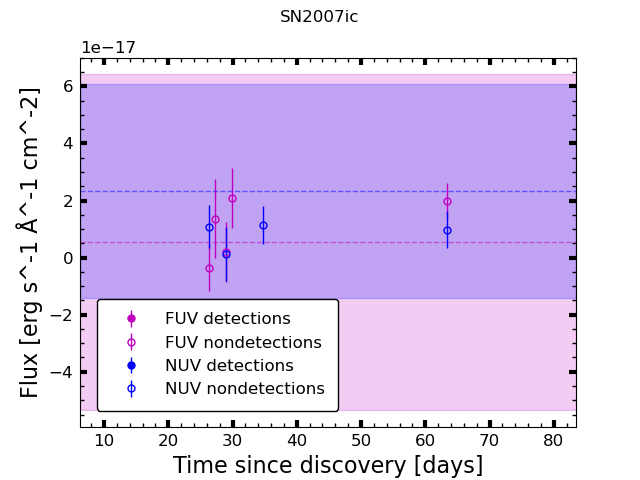 SN2007ic
1e−17
6
4
2
0
−2
−4
Flux [erg s^-1 Å^-1 cm^-2]
FUV detections
FUV nondetections
NUV detections
NUV nondetections
10 20 30 40 50 60 70 80
Time since discovery [days]